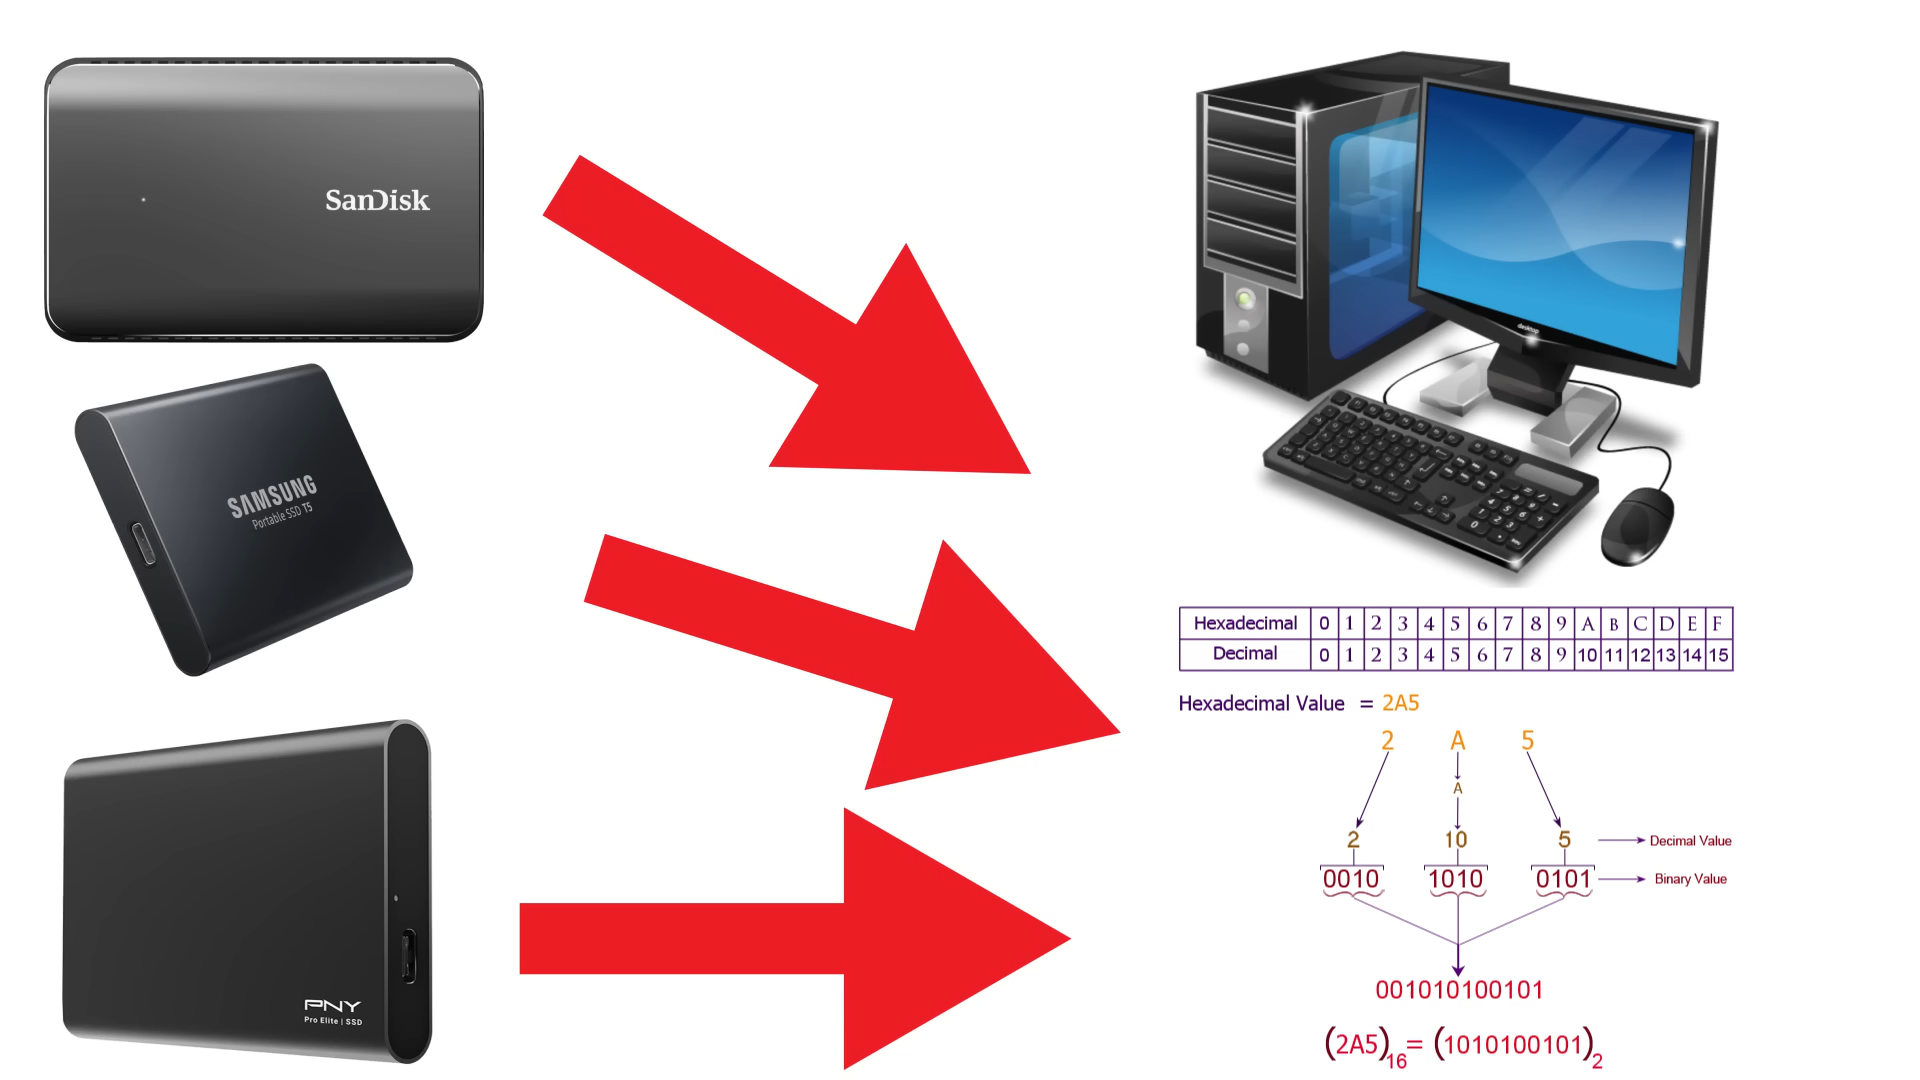 SanDisk
SAMSUNG
Portable SSD T5
PNY
Pro Elite | SSD
desktop
Hexadecimal 0 1 2 3 4 5 6 7 8 9 A B C D E F
Decimal 0 1 2 3 4 5 6 7 8 9 10 11 12 13 14 15
Hexadecimal Value = 2A5
2 A 5
A
2 10 5 Decimal Value
0010 1010 0101 Binary Value
001010100101
(2A5)16 = (1010100101)2